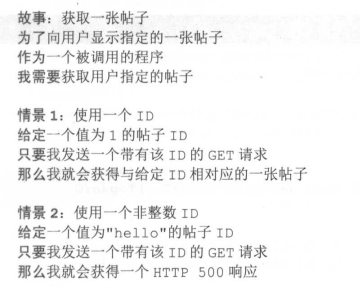 故事：获取一张帖子
为了向用户显示指定的一张帖子
作为一个被调用的程序
我需要获取用户指定的帖子
情景 1：使用一个 ID
给定一个值为 1 的帖子 ID
只要我发送一个带有该 ID 的 GET 请求
那么我就会获得与给定 ID 相对应的一张帖子
情景 2：使用一个非整数 ID
给定一个值为"hello"的帖子 ID
只要我发送一个带有该 ID 的 GET 请求
那么我就会获得一个 HTTP 500 响应